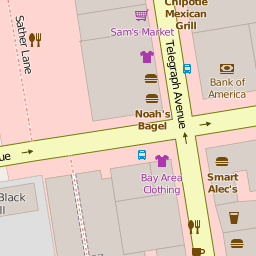 Chipotle
Mexican
Grill
Sam's Market
Sather Lane
Telegraph Avenue
Bank of
America
Noah's
Bagel
ue
Bay Area
Clothing
Smart
Alec's
Black
ll